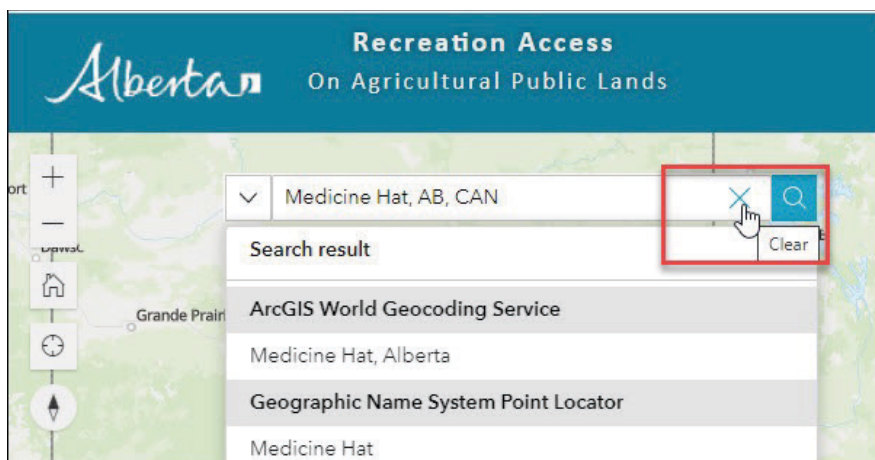 Alberta
Recreation Access
On Agricultural Public Lands
ort
Medicine Hat, AB, CAN
Clear
Search result
Grande Prair
ArcGIS World Geocoding Service
Medicine Hat, Alberta
Geographic Name System Point Locator
Medicine Hat